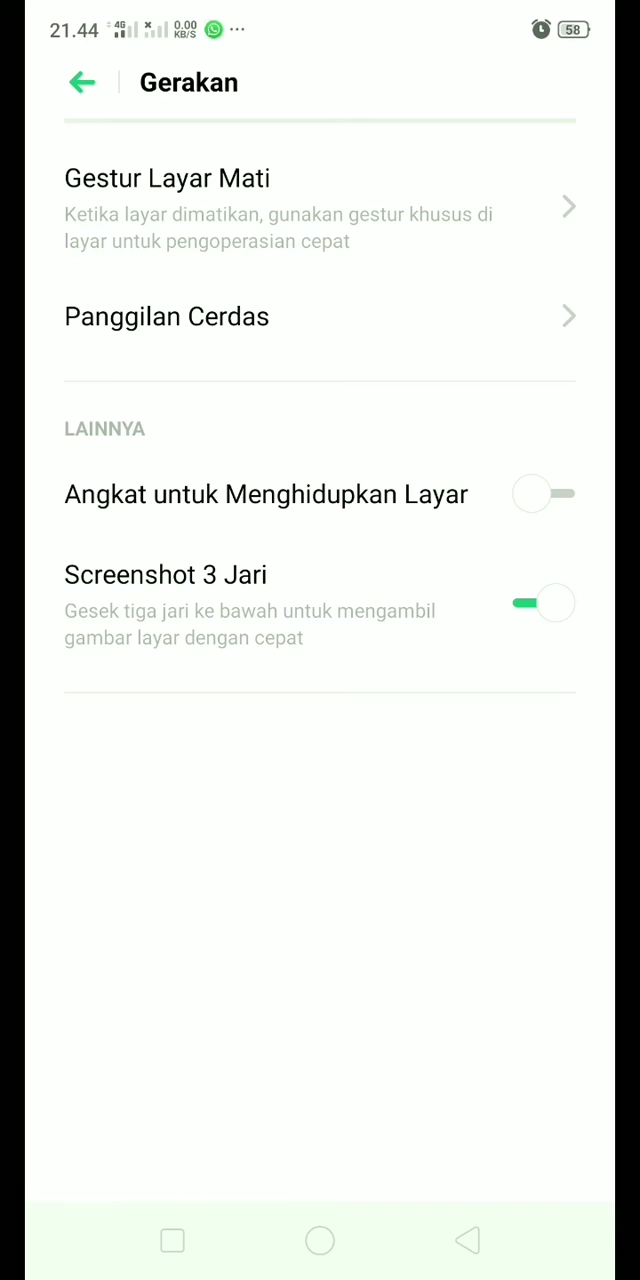 21.44 4G 0.00 KB/S ... 58
Gerakan
Gestur Layar Mati
Ketika layar dimatikan, gunakan gestur khusus di
layar untuk pengoperasian cepat
Panggilan Cerdas
LAINNYA
Angkat untuk Menghidupkan Layar
Screenshot 3 Jari
Gesek tiga jari ke bawah untuk mengambil
gambar layar dengan cepat